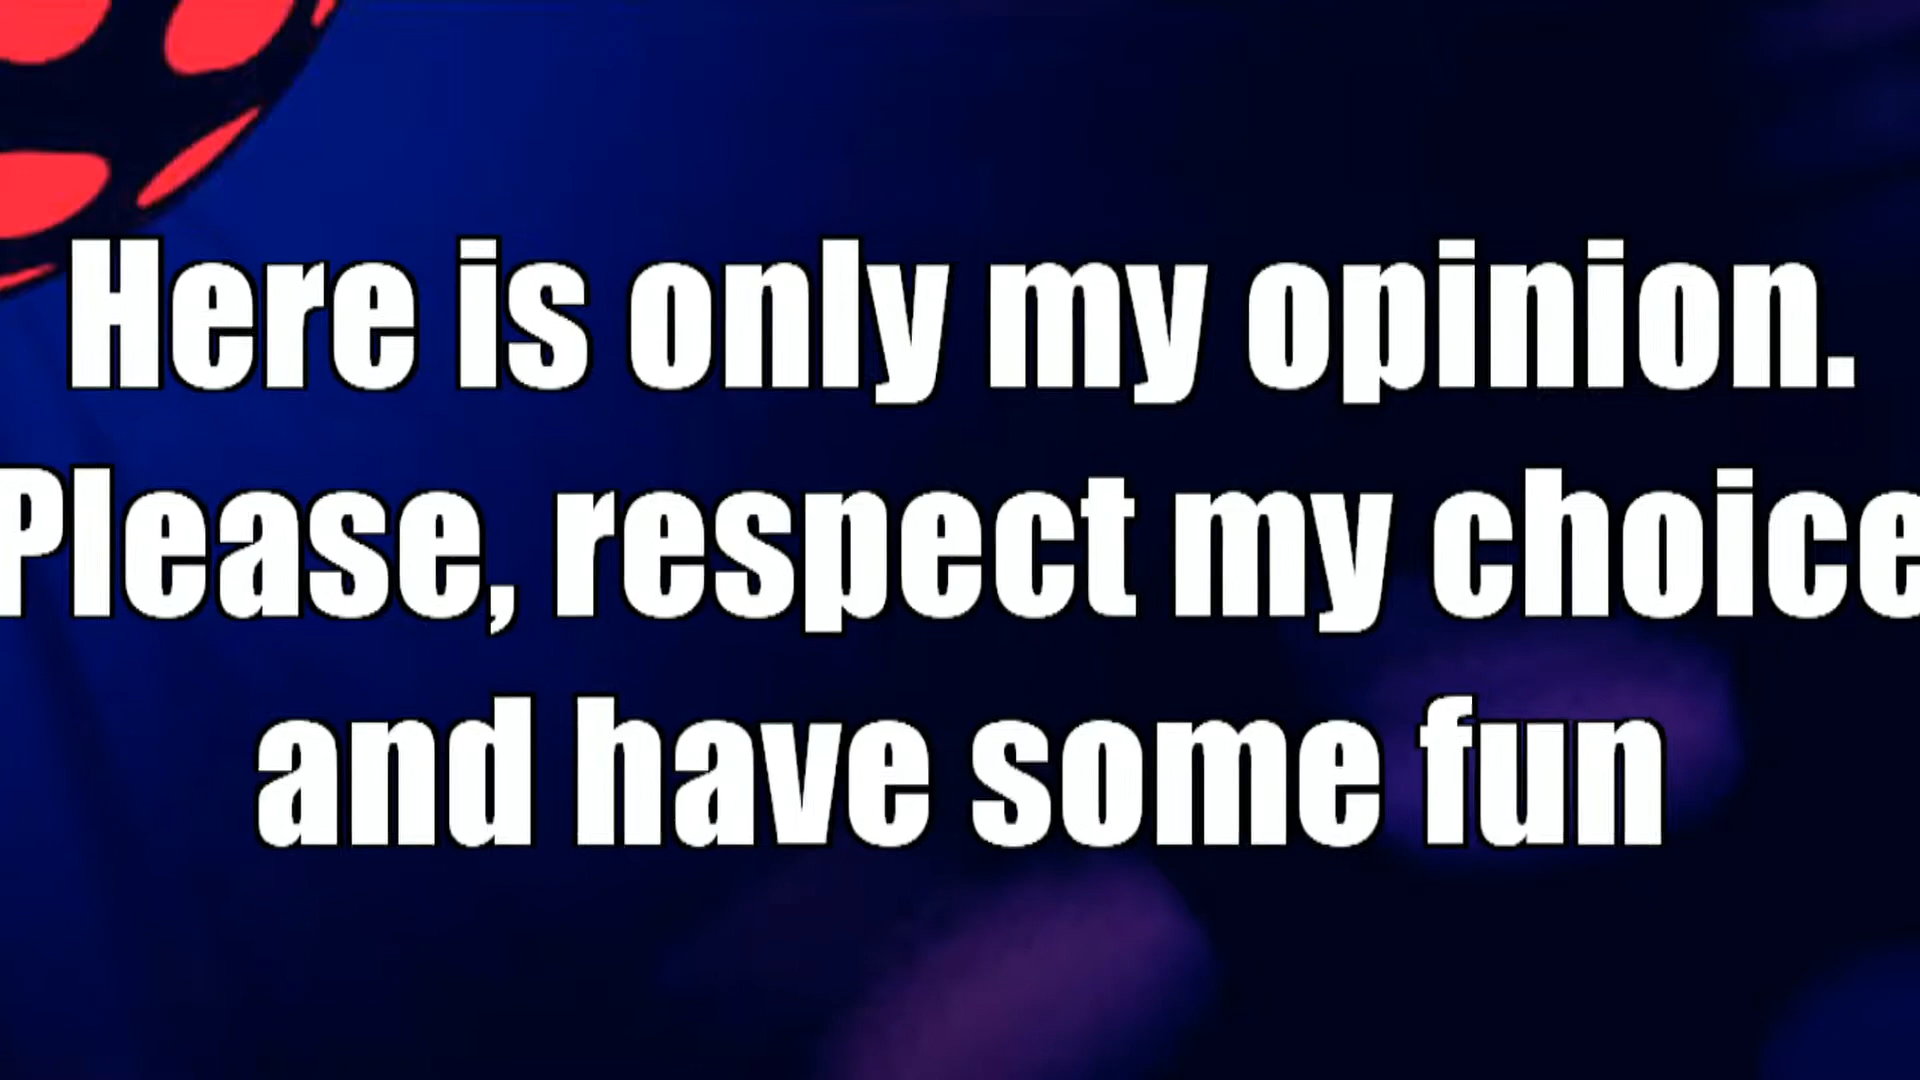 Here is only my opinion.
Please, respect my choice
and have some fun